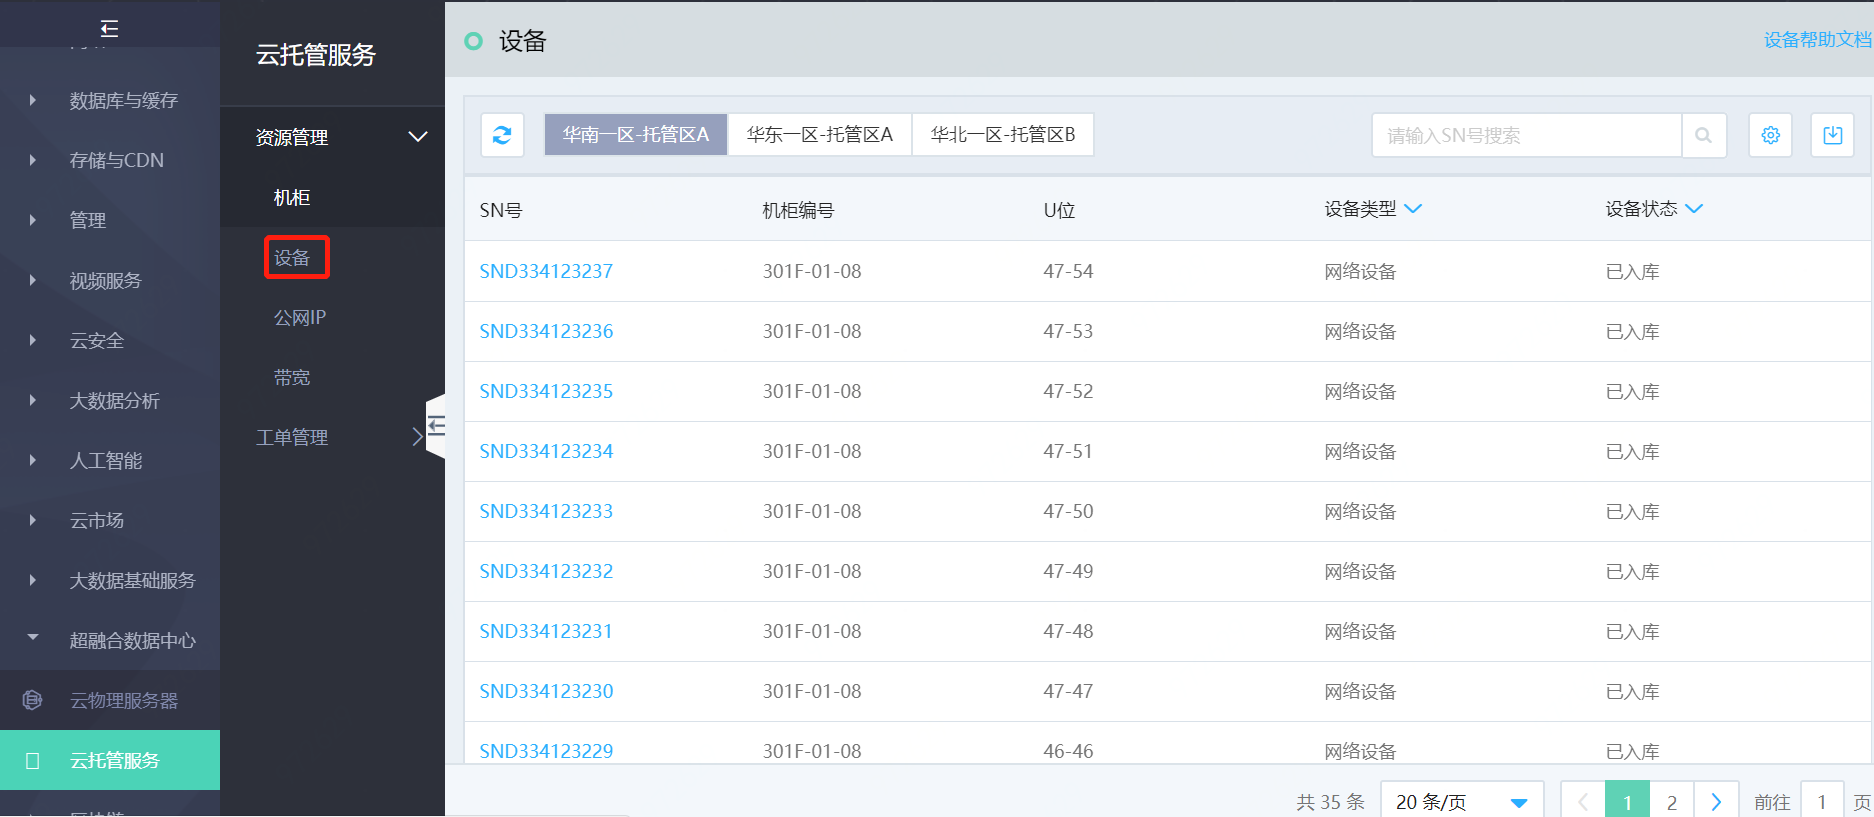 数据库与缓存
存储与CDN
管理
视频服务
云安全
大数据分析
人工智能
云市场
大数据基础服务
超融合数据中心
云物理服务器
云托管服务
云托管服务
资源管理
机柜
设备
公网IP
带宽
工单管理
设备
设备帮助文档
华南一区-托管区A 华东一区-托管区A 华北一区-托管区B 请输入SN号搜索
SN号 机柜编号 U位 设备类型 设备状态
SND334123237 301F-01-08 47-54 网络设备 已入库
SND334123236 301F-01-08 47-53 网络设备 已入库
SND334123235 301F-01-08 47-52 网络设备 已入库
SND334123234 301F-01-08 47-51 网络设备 已入库
SND334123233 301F-01-08 47-50 网络设备 已入库
SND334123232 301F-01-08 47-49 网络设备 已入库
SND334123231 301F-01-08 47-48 网络设备 已入库
SND334123230 301F-01-08 47-47 网络设备 已入库
SND334123229 301F-01-08 46-46 网络设备 已入库
共 35 条 20 条/页 1 2 前往 1 页